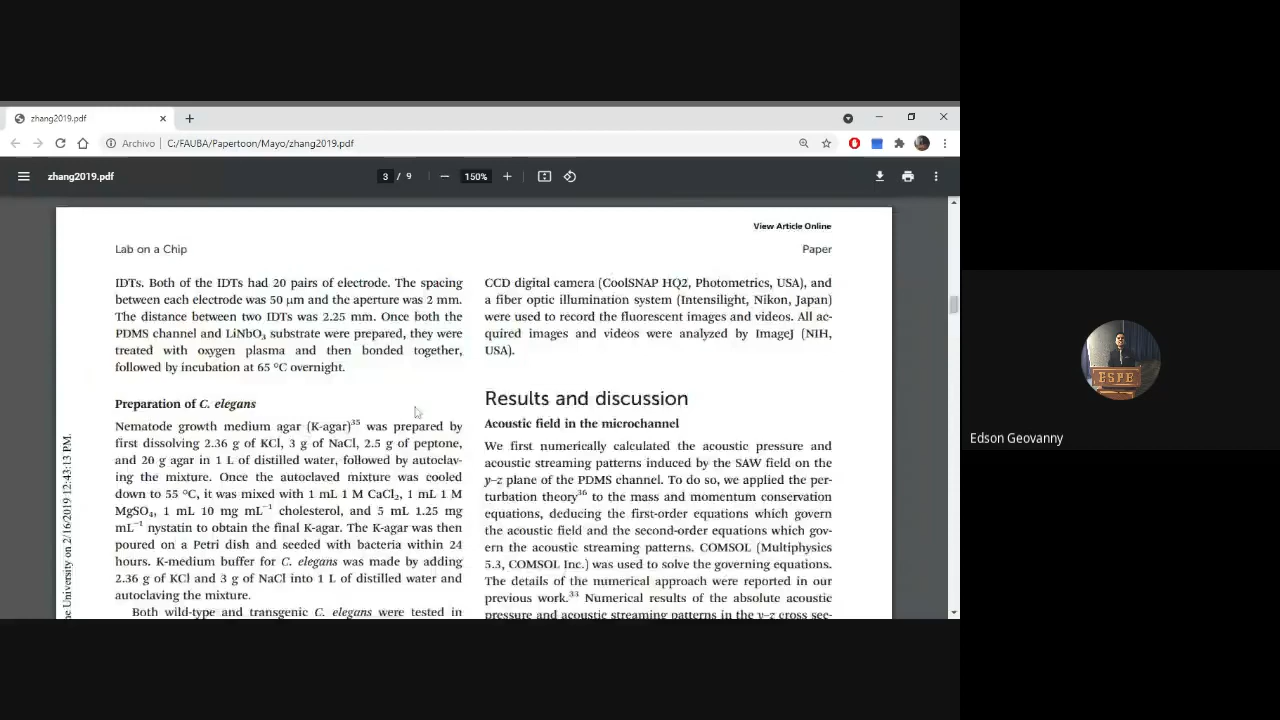 zhang2019.pdf
Archivo
C:/FAUBA/Papertoon/Mayo/zhang2019.pdf
zhang2019.pdf
3 / 9
150%
View Article Online
Lab on a Chip
Paper
IDTs. Both of the IDTs had 20 pairs of electrode. The spacing
between each electrode was 50 μm and the aperture was 2 mm.
The distance between two IDTs was 2.25 mm. Once both the
PDMS channel and LiNbO₃ substrate were prepared, they were
treated with oxygen plasma and then bonded together,
followed by incubation at 65 °C overnight.
Preparation of C. elegans
Nematode growth medium agar (K-agar)³⁵ was prepared by
first dissolving 2.36 g of KCl, 3 g of NaCl, 2.5 g of peptone,
and 20 g agar in 1 L of distilled water, followed by autoclav-
ing the mixture. Once the autoclaved mixture was cooled
down to 55 °C, it was mixed with 1 mL 1 M CaCl₂, 1 mL 1 M
MgSO₄, 1 mL 10 mg mL⁻¹ cholesterol, and 5 mL 1.25 mg
mL⁻¹ nystatin to obtain the final K-agar. The K-agar was then
poured on a Petri dish and seeded with bacteria within 24
hours. K-medium buffer for C. elegans was made by adding
2.36 g of KCl and 3 g of NaCl into 1 L of distilled water and
autoclaving the mixture.
Both wild-type and transgenic C. elegans were tested in
CCD digital camera (CoolSNAP HQ2, Photometrics, USA), and
a fiber optic illumination system (Intensilight, Nikon, Japan)
were used to record the fluorescent images and videos. All ac-
quired images and videos were analyzed by ImageJ (NIH,
USA).
Results and discussion
Acoustic field in the microchannel
We first numerically calculated the acoustic pressure and
acoustic streaming patterns induced by the SAW field on the
y–z plane of the PDMS channel. To do so, we applied the per-
turbation theory³⁶ to the mass and momentum conservation
equations, deducing the first-order equations which govern
the acoustic field and the second-order equations which gov-
ern the acoustic streaming patterns. COMSOL (Multiphysics
5.3, COMSOL Inc.) was used to solve the governing equations.
The details of the numerical approach were reported in our
previous work.³³ Numerical results of the absolute acoustic
pressure and acoustic streaming patterns in the y–z cross sec-
ne University on 2/16/2019 12:43:13 PM.
ESPE
Edson Geovanny